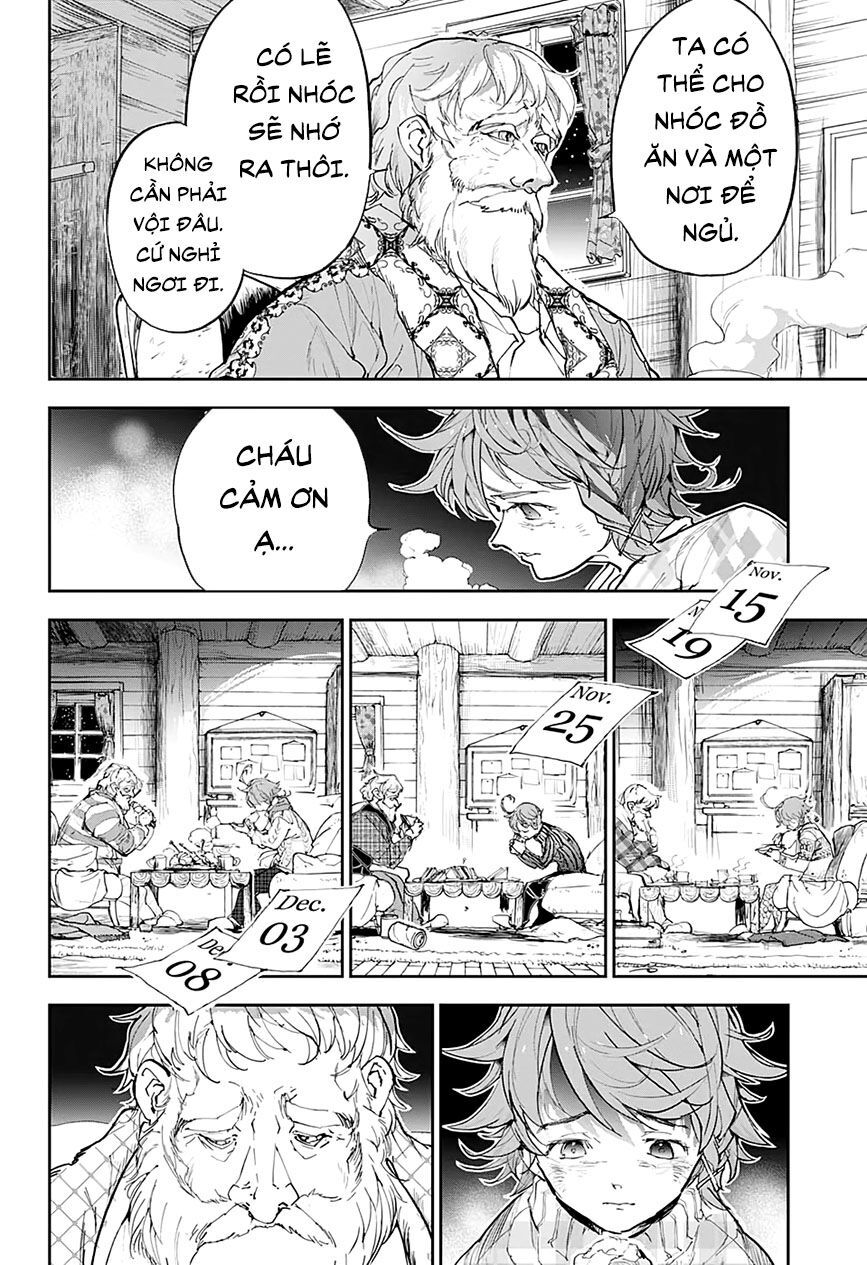 TA CÓ
THỂ CHO
NHÓC ĐỒ
ĂN VÀ MỘT
NƠI ĐỂ
NGỦ.
CÓ LẼ
RỒI NHÓC
SẼ NHỚ
RA THÔI.
KHÔNG
CẦN PHẢI
VỘI ĐÂU.
CỨ NGHỈ
NGƠI ĐI.
CHÁU
CẢM ƠN
Ạ...
Nov.
15
19
Nov.
25
Dec.
03
08